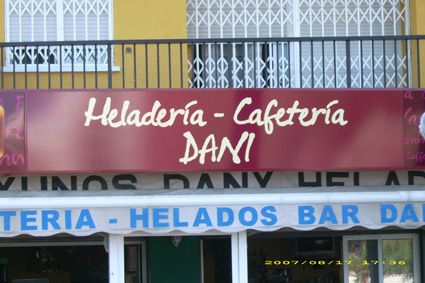 Heladería - Cafetería
DANI
YUNOS DANY HELAD
TERIA - HELADOS BAR DA
2007/08/17 17:36